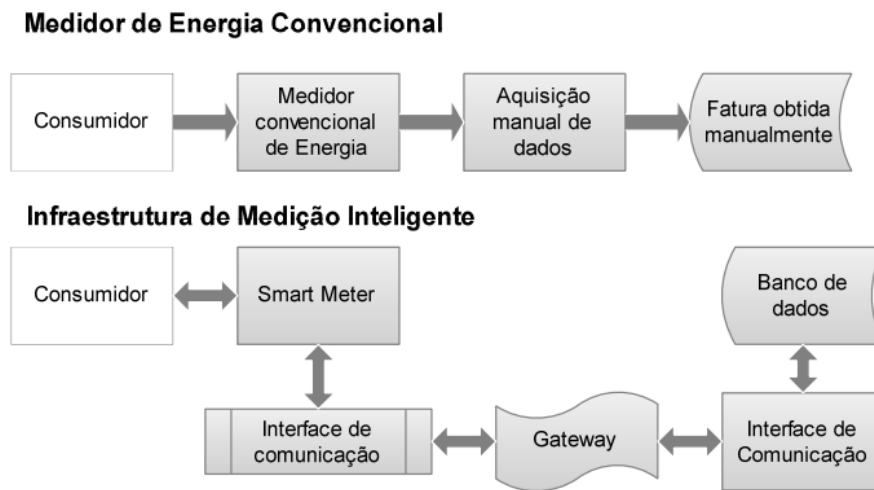 Medidor de Energia Convencional
Consumidor
Medidor
convencional
de Energia
Aquisição
manual de
dados
Fatura obtida
manualmente
Infraestrutura de Medição Inteligente
Consumidor
Smart Meter
Banco de
dados
Interface de
comunicação
Gateway
Interface de
Comunicação